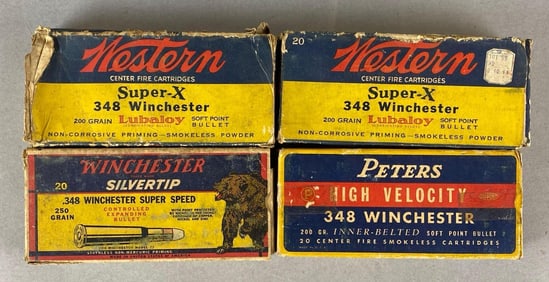 Western
CENTER FIRE CARTRIDGES
Super-X
348 Winchester
200 GRAIN Lubaloy SOFT POINT BULLET
NON-CORROSIVE PRIMING—SMOKELESS POWDER
20
Western
CENTER FIRE CARTRIDGES
Super-X
348 Winchester
200 GRAIN Lubaloy SOFT POINT BULLET
NON-CORROSIVE PRIMING—SMOKELESS POWDER
WINCHESTER
20 SILVERTIP
.348 WINCHESTER SUPER SPEED
250 GRAIN
CONTROLLED
EXPANDING
BULLET
PETERS
HIGH VELOCITY
348 WINCHESTER
200 GR. INNER-BELTED SOFT POINT BULLET
20 CENTER FIRE SMOKELESS CARTRIDGES